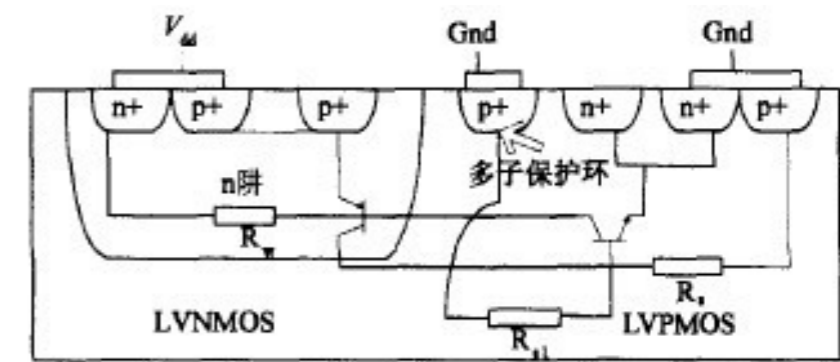 V_dd
Gnd
Gnd
n+
p+
p+
p+
n+
n+
p+
多子保护环
n阱
R_w
R_s
LVNMOS
R_s1
LVPMOS